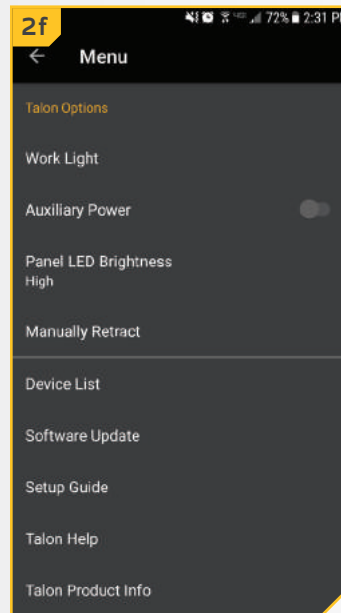 2f
72% 2:31 P
Menu
Talon Options
Work Light
Auxiliary Power
Panel LED Brightness
High
Manually Retract
Device List
Software Update
Setup Guide
Talon Help
Talon Product Info